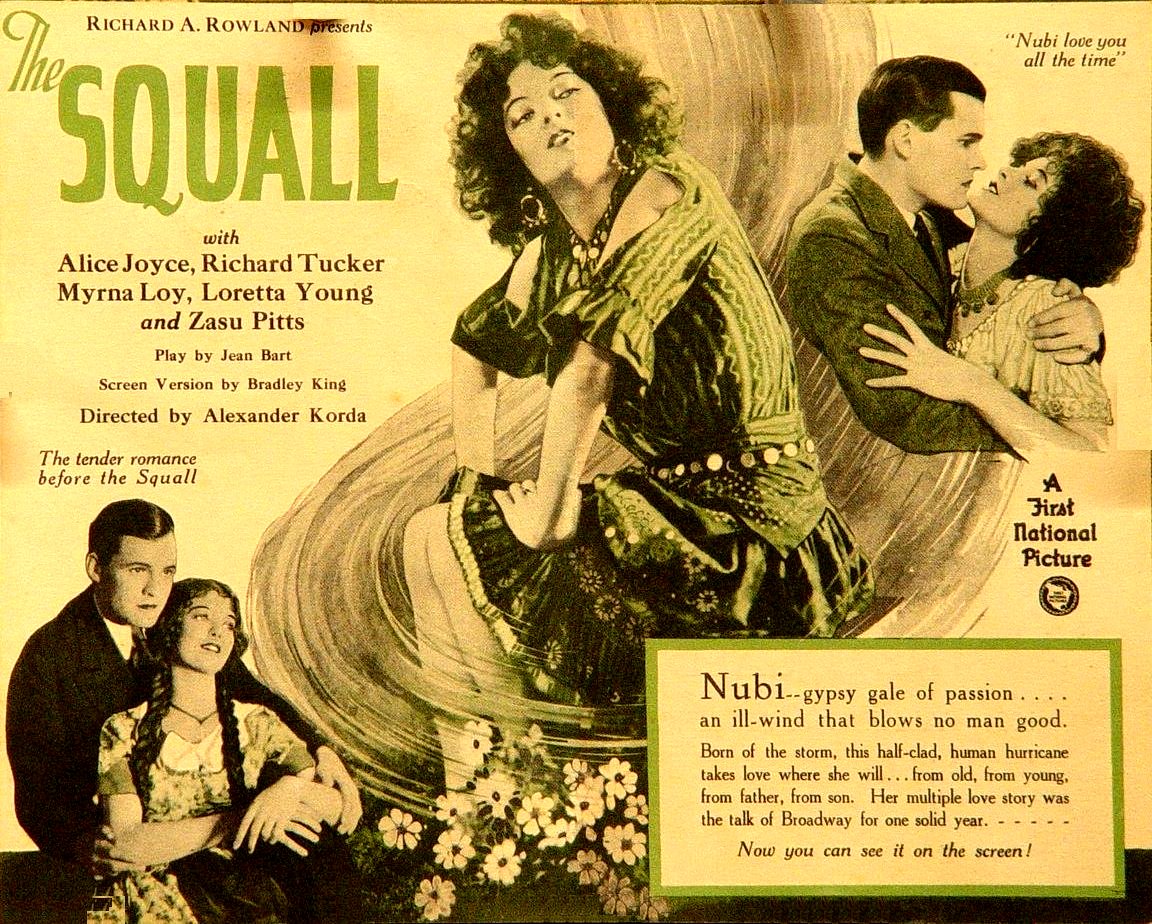 RICHARD A. ROWLAND presents
The
SQUALL
with
Alice Joyce, Richard Tucker
Myrna Loy, Loretta Young
and Zasu Pitts
Play by Jean Bart
Screen Version by Bradley King
Directed by Alexander Korda
The tender romance
before the Squall
"Nubi love you
all the time"
A
First
National
Picture
Nubi--gypsy gale of passion . . . .
an ill-wind that blows no man good.
Born of the storm, this half-clad, human hurricane
takes love where she will . . . from old, from young,
from father, from son. Her multiple love story was
the talk of Broadway for one solid year. - - - - -
Now you can see it on the screen!